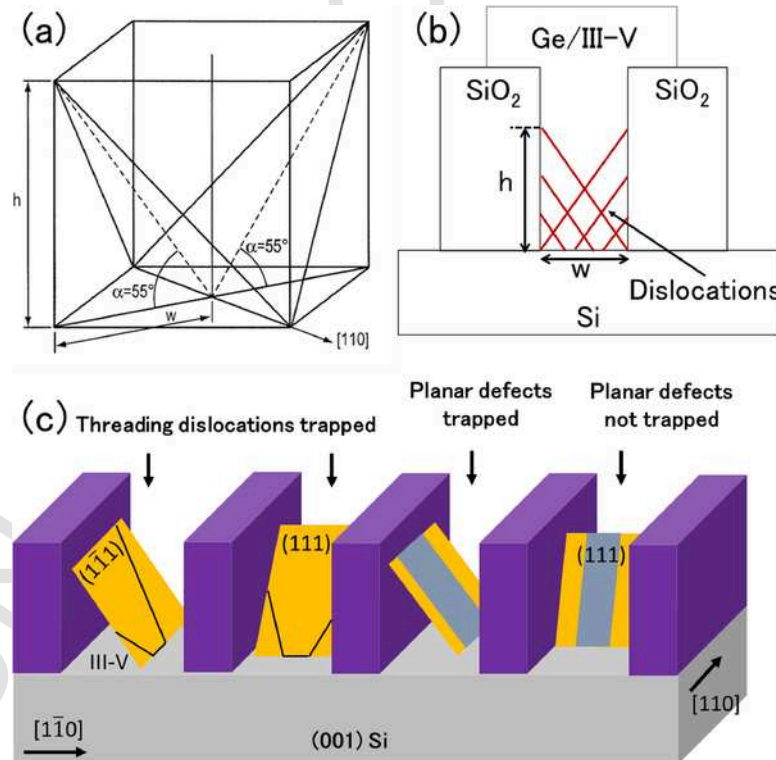 (a)
h
α=55°
α=55°
w
[110]
(b)
Ge/III-V
SiO₂
SiO₂
h
w
Dislocations
Si
(c)
Threading dislocations trapped
Planar defects
trapped
Planar defects
not trapped
(11̄1)
(111)
(111)
III-V
[11̄0]
(001) Si
[110]